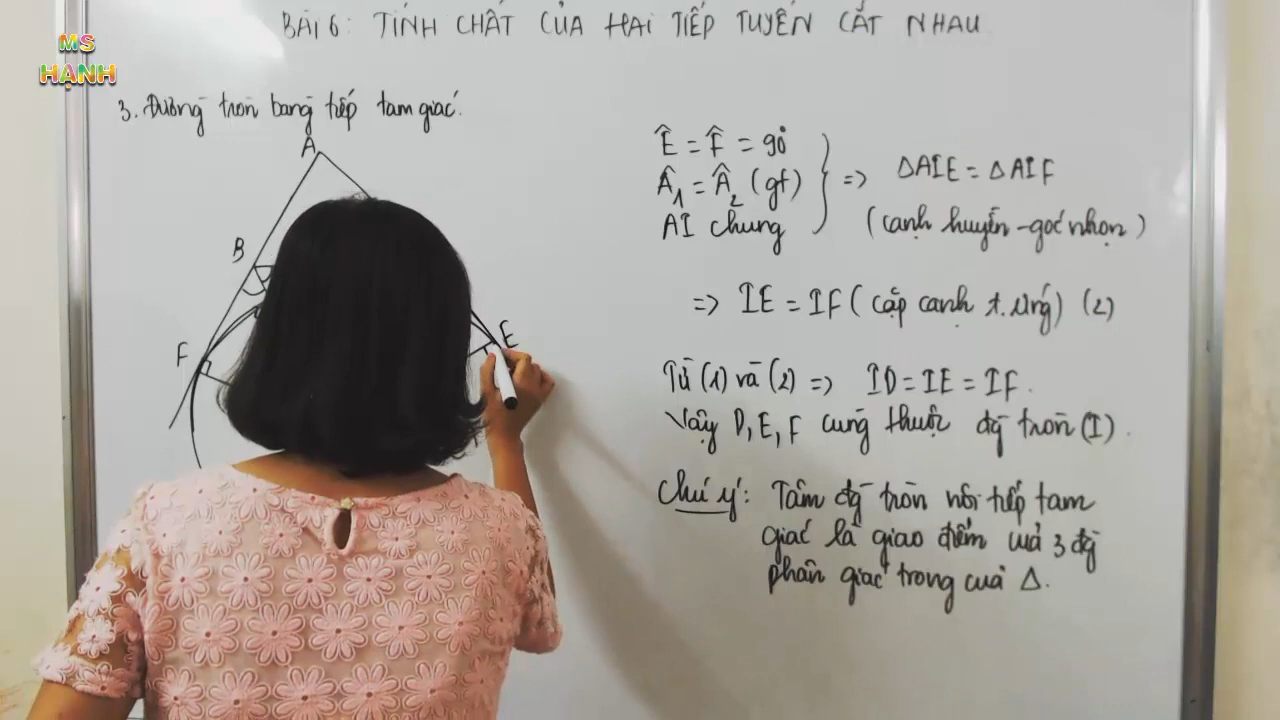 MS
HẠNH
BÀI 6: TÍNH CHẤT CỦA HAI TIẾP TUYẾN CẮT NHAU
3. Đường tròn bàng tiếp tam giác.
A
B
F
E
Ê = F̂ = 90°
Â1 = Â2 (gt)
AI chung
=> ΔAIE = ΔAIF
(cạnh huyền - góc nhọn)
=> IE = IF (cặp cạnh t.ứng) (2)
Từ (1) và (2) => ID = IE = IF.
Vậy D, E, F cùng thuộc đg tròn (I).
Chú ý: Tâm đg tròn nội tiếp tam
giác là giao điểm của 3 đg
phân giác trong của Δ.